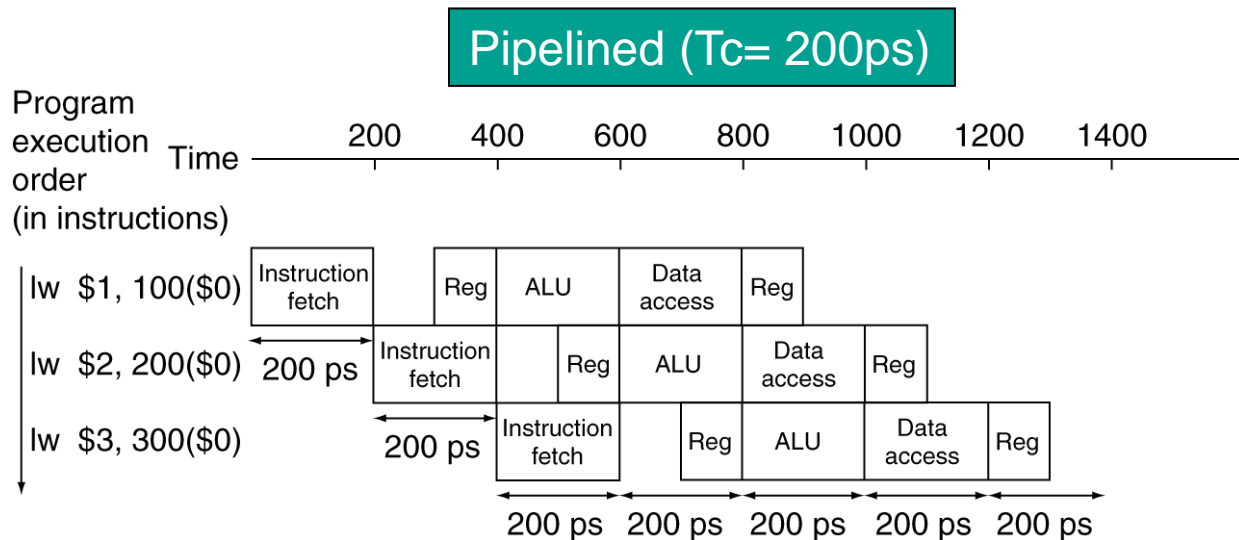 Pipelined (Tc= 200ps)
Program
execution
order
(in instructions)
Time
200 400 600 800 1000 1200 1400
lw $1, 100($0)
Instruction
fetch
Reg
ALU
Data
access
Reg
lw $2, 200($0)
200 ps
Instruction
fetch
Reg
ALU
Data
access
Reg
lw $3, 300($0)
200 ps
Instruction
fetch
Reg
ALU
Data
access
Reg
200 ps 200 ps 200 ps 200 ps 200 ps